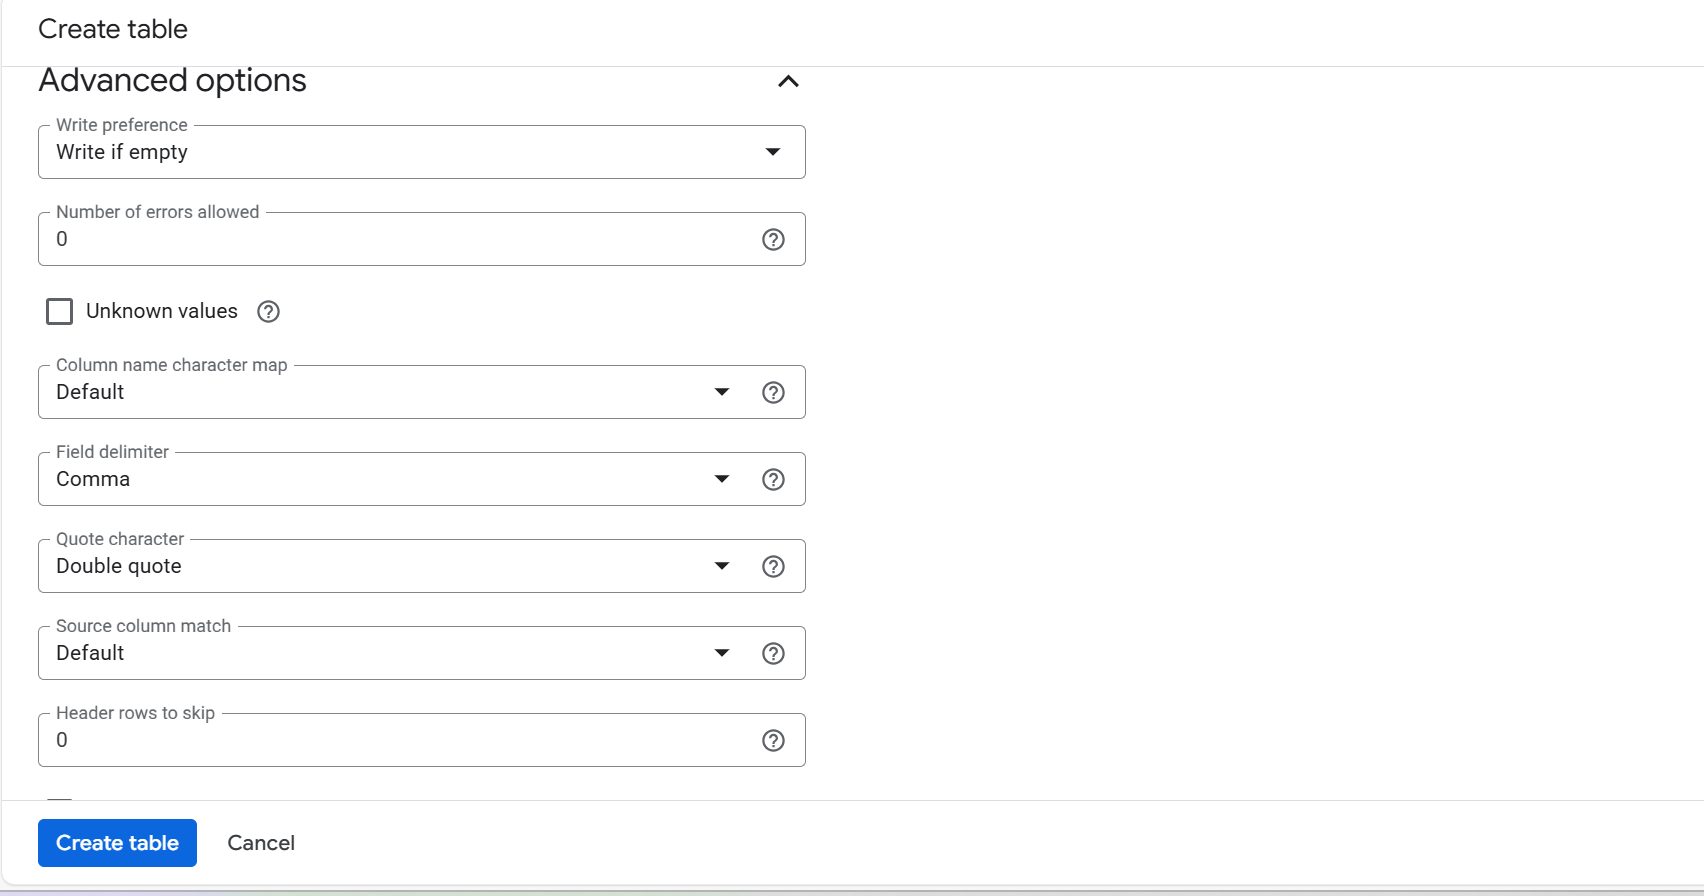 Create table
Advanced options
Write preference
Write if empty
Number of errors allowed
0
Unknown values
Column name character map
Default
Field delimiter
Comma
Quote character
Double quote
Source column match
Default
Header rows to skip
0
Create table
Cancel